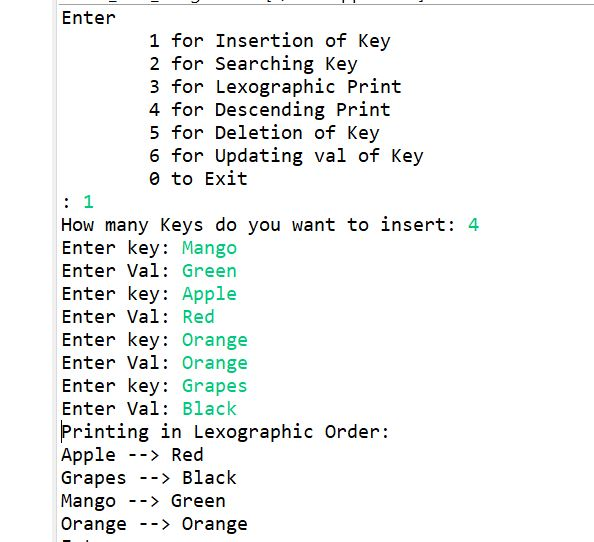 Enter
1 for Insertion of Key
2 for Searching Key
3 for Lexographic Print
4 for Descending Print
5 for Deletion of Key
6 for Updating val of Key
0 to Exit
: 1
How many Keys do you want to insert: 4
Enter key: Mango
Enter Val: Green
Enter key: Apple
Enter Val: Red
Enter key: Orange
Enter Val: Orange
Enter key: Grapes
Enter Val: Black
Printing in Lexographic Order:
Apple --> Red
Grapes --> Black
Mango --> Green
Orange --> Orange